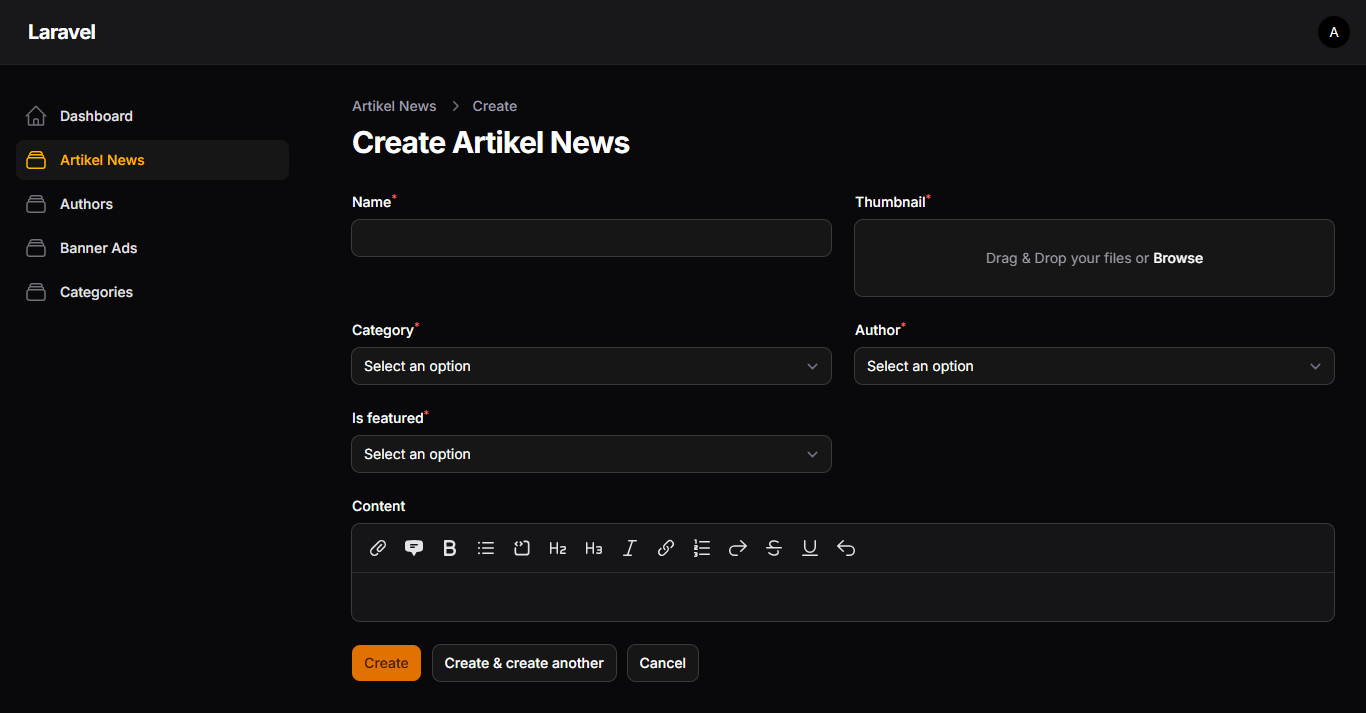 Laravel
A
Dashboard
Artikel News
Authors
Banner Ads
Categories
Artikel News > Create
Create Artikel News
Name*
Thumbnail*
Drag & Drop your files or Browse
Category*
Select an option
Author*
Select an option
Is featured*
Select an option
Content
B H2 H3 I S U
Create
Create & create another
Cancel